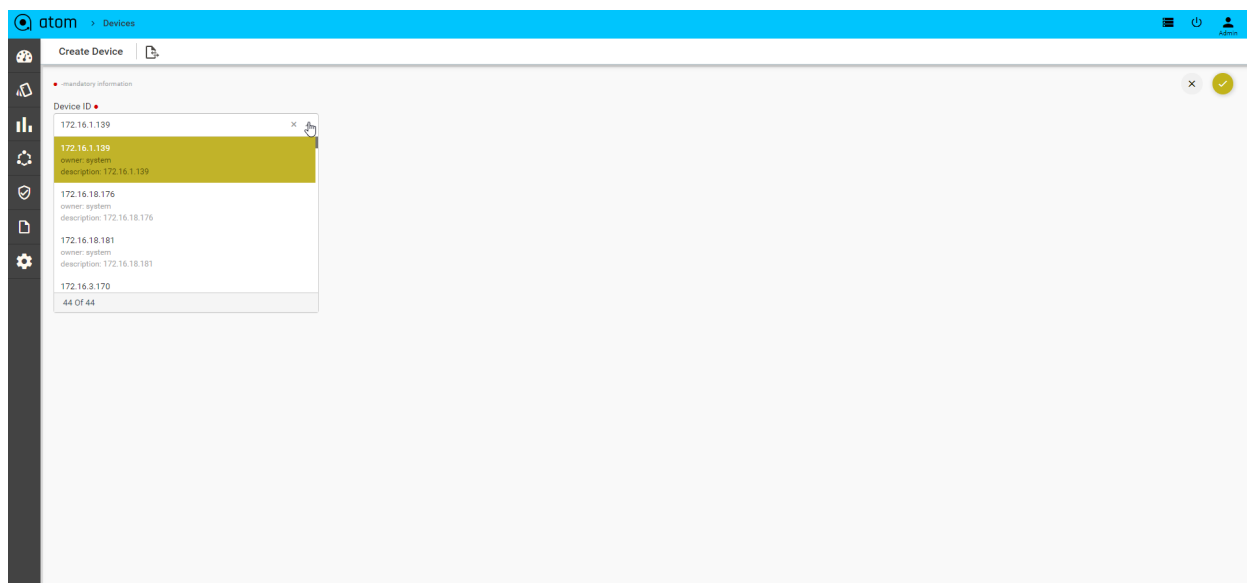 atom > Devices
Admin
Create Device
-mandatory information
Device ID
172.16.1.139
172.16.1.139
owner: system
description: 172.16.1.139
172.16.18.176
owner: system
description: 172.16.18.176
172.16.18.181
owner: system
description: 172.16.18.181
172.16.3.170
44 Of 44